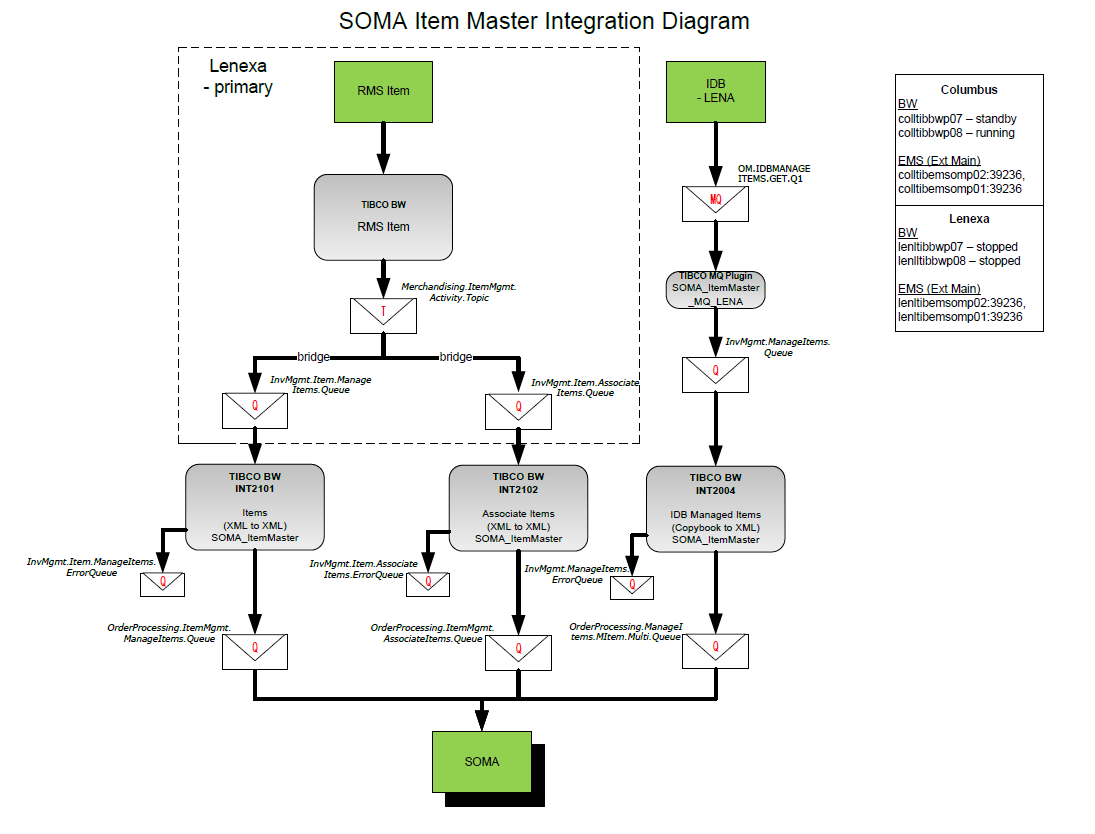 SOMA Item Master Integration Diagram
Lenexa
- primary
RMS Item
IDB
- LENA
Columbus
BW
colltibbwp07 – standby
colltibbwp08 – running
EMS (Ext Main)
colltibemsomp02:39236,
colltibemsomp01:39236
Lenexa
BW
lenltibbwp07 – stopped
lenlltibbwp08 – stopped
EMS (Ext Main)
lenltibemsomp02:39236,
lenltibemsomp01:39236
OM.IDBMANAGE
ITEMS.GET.Q1
MQ
TIBCO BW
RMS Item
TIBCO MQ Plugin
SOMA_ItemMaster
_MQ_LENA
Merchandising.ItemMgmt.
Activity.Topic
T
bridge
bridge
InvMgmt.ManageItems.
Queue
Q
InvMgmt.Item.Manage
Items.Queue
Q
InvMgmt.Item.Associate
Items.Queue
Q
TIBCO BW
INT2101
Items
(XML to XML)
SOMA_ItemMaster
TIBCO BW
INT2102
Associate Items
(XML to XML)
SOMA_ItemMaster
TIBCO BW
INT2004
IDB Managed Items
(Copybook to XML)
SOMA_ItemMaster
InvMgmt.Item.ManageItems.
ErrorQueue
Q
InvMgmt.Item.Associate
Items.ErrorQueue
Q
InvMgmt.ManageItems.
ErrorQueue
Q
OrderProcessing.ItemMgmt.
ManageItems.Queue
Q
OrderProcessing.ItemMgmt.
AssociateItems.Queue
Q
OrderProcessing.ManageI
tems.MItem.Multi.Queue
Q
SOMA